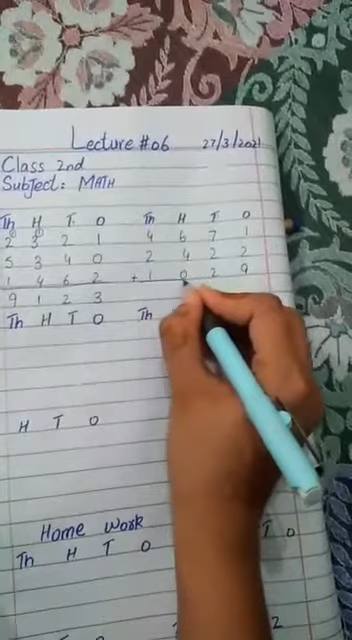 Lecture #06 27/3/2021
Class 2nd
Subject: MATH
Th H T O Th H T O
2 3 2 1 4 6 7 1
5 3 4 0 2 4 2 2
1 4 6 2 + 1 0 2 9
9 1 2 3
Th H T O Th
H T O
Home Work
Th H T O T O
2